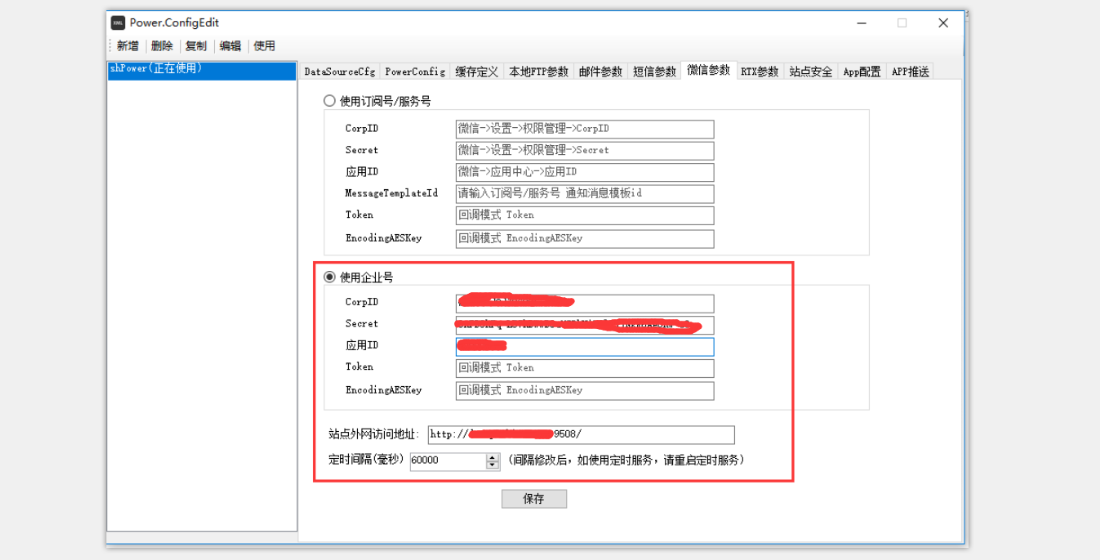 Power.ConfigEdit
新增 删除 复制 编辑 使用
shPower(正在使用)
DataSourceCfg PowerConfig 缓存定义 本地FTP参数 邮件参数 短信参数 微信参数 RTX参数 站点安全 App配置 APP推送
使用订阅号/服务号
CorpID 微信->设置->权限管理->CorpID
Secret 微信->设置->权限管理->Secret
应用ID 微信->应用中心->应用ID
MessageTemplateId 请输入订阅号/服务号 通知消息模板id
Token 回调模式 Token
EncodingAESKey 回调模式 EncodingAESKey
使用企业号
CorpID
Secret
应用ID
Token 回调模式 Token
EncodingAESKey 回调模式 EncodingAESKey
站点外网访问地址: http:// 9508/
定时间隔(毫秒) 60000 (间隔修改后，如使用定时服务，请重启定时服务)
保存